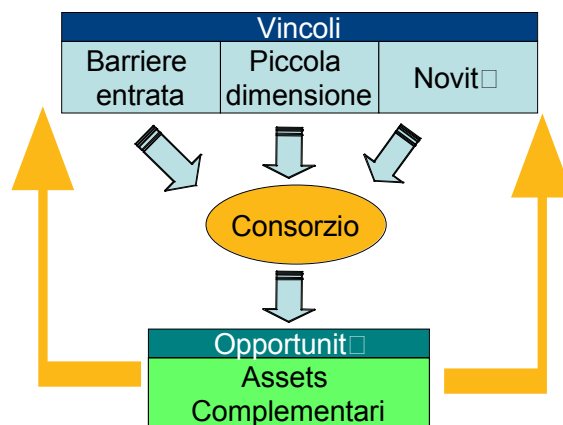 Vincoli
Barriere entrata
Piccola dimensione
Novit□
Consorzio
Opportunit□
Assets
Complementari